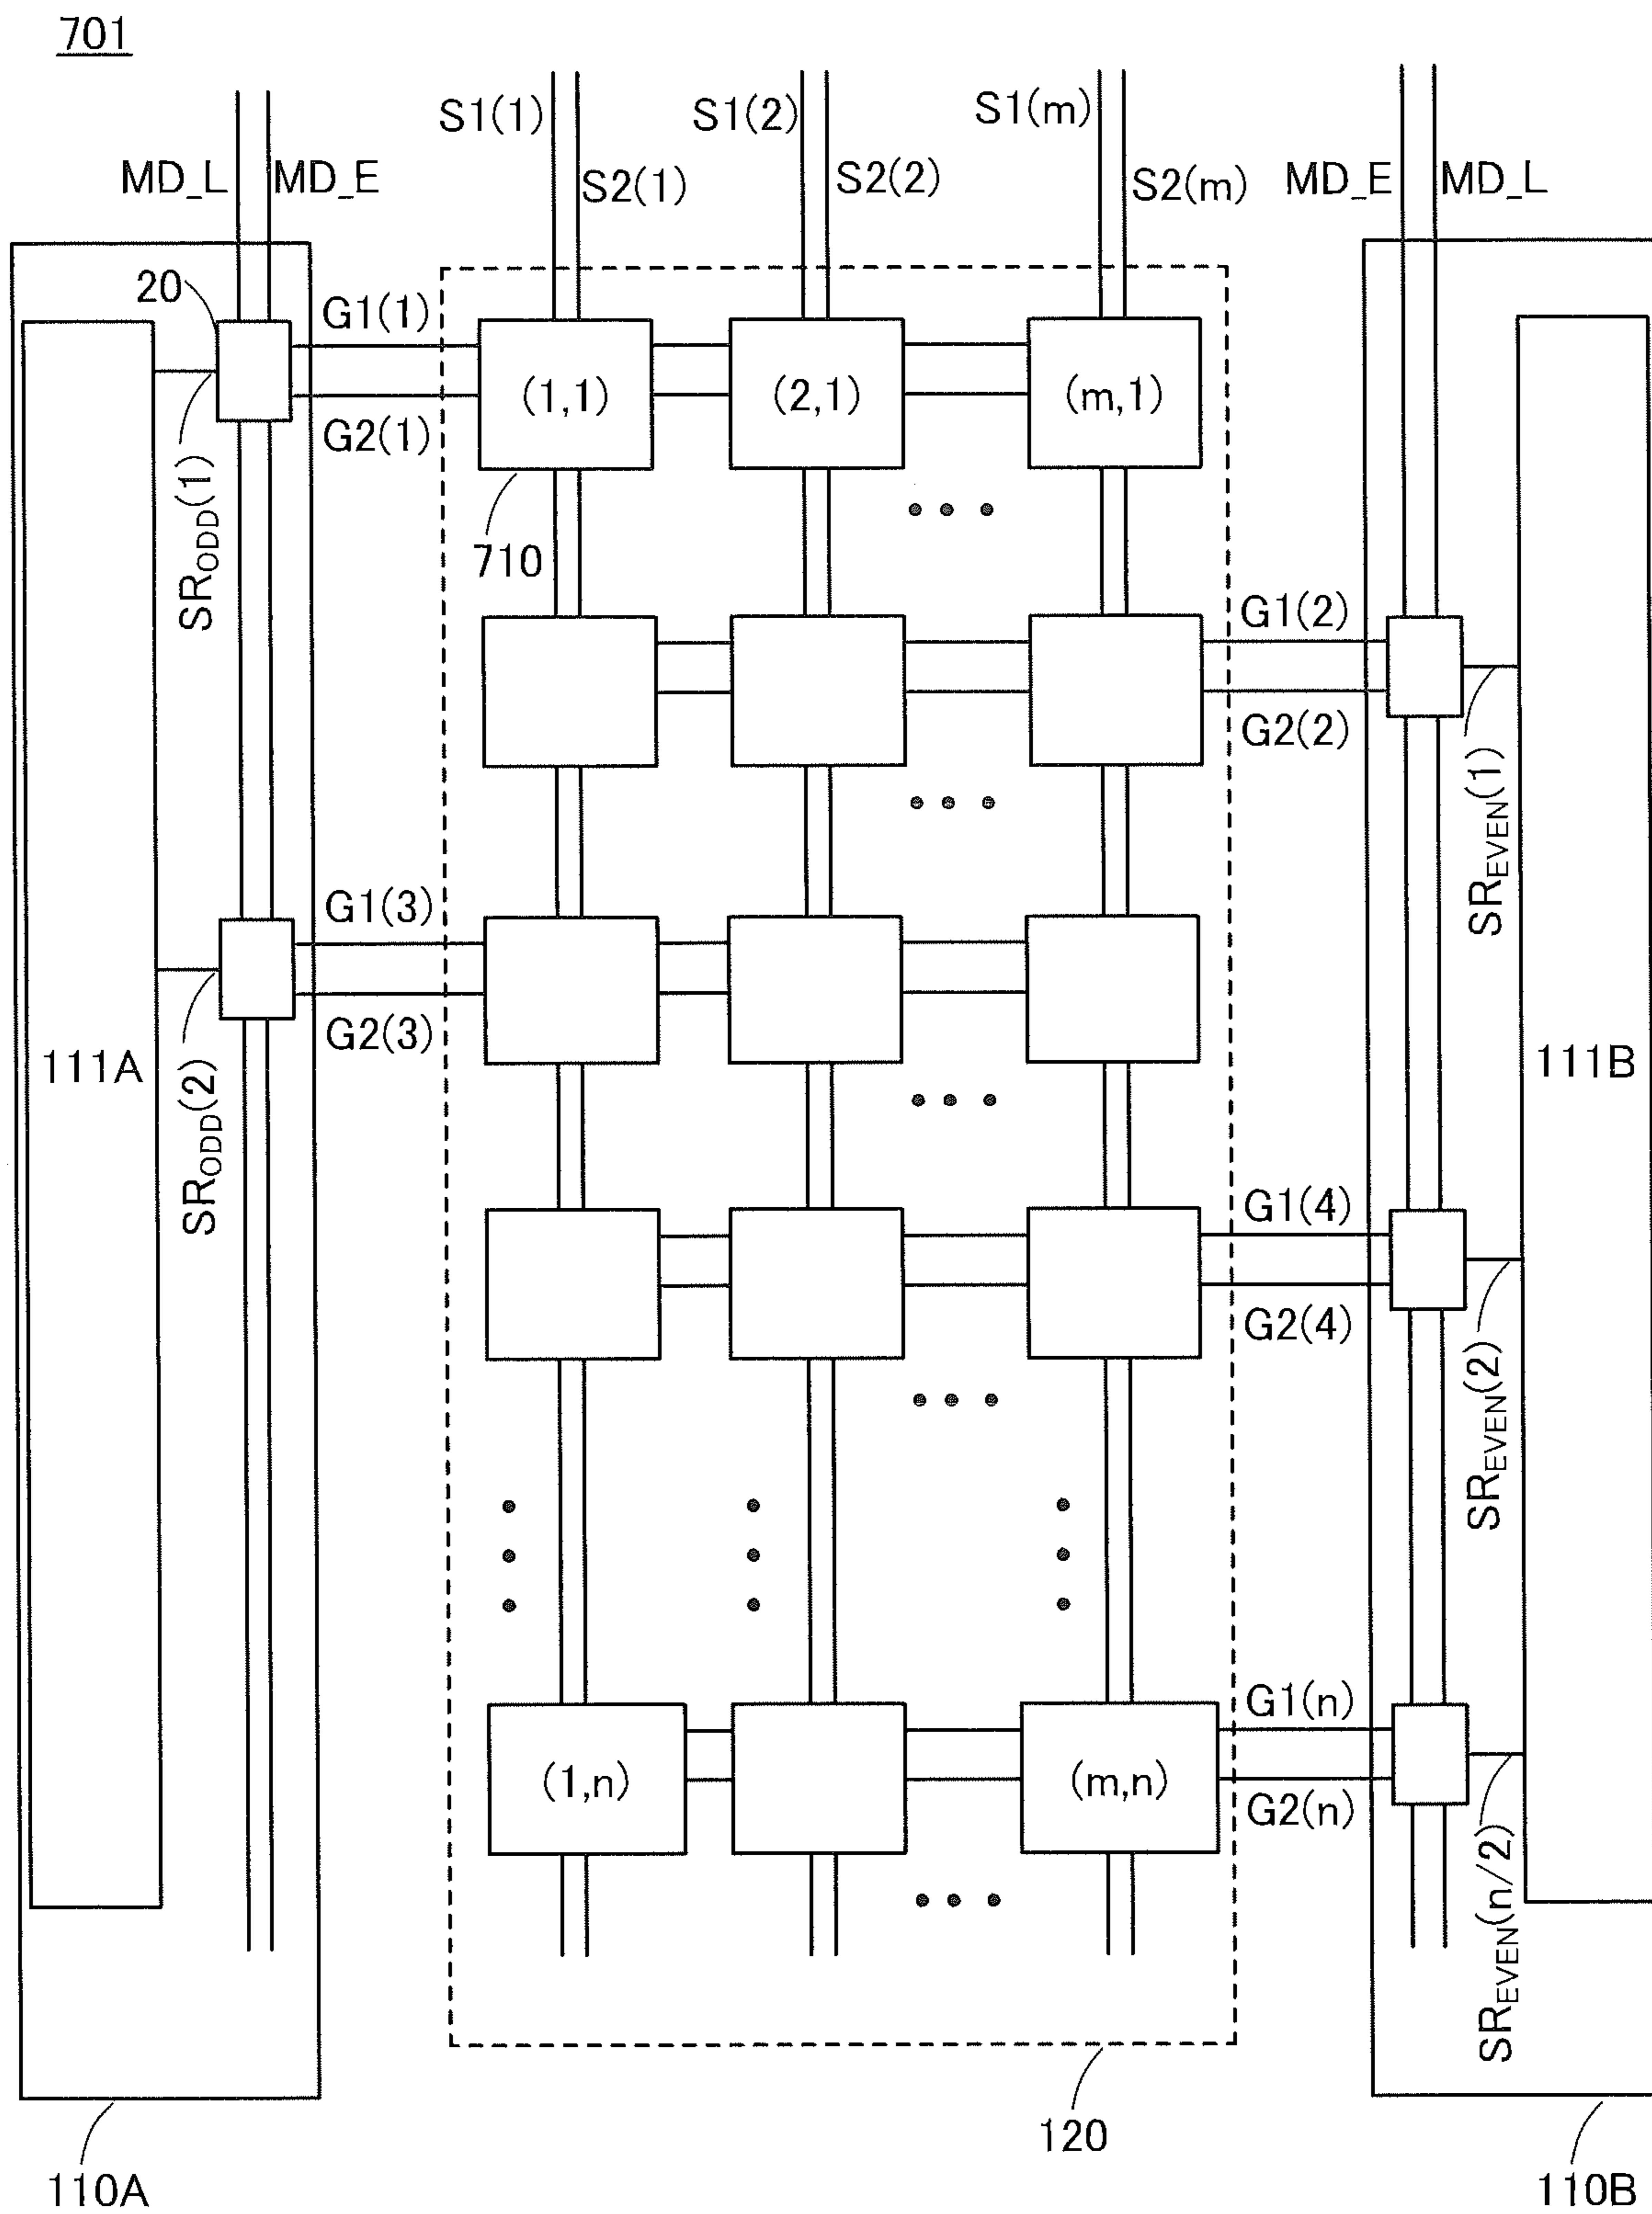 701
S1(1)
S1(2)
S1(m)
MD_L
MD_E
S2(1)
S2(2)
S2(m)
MD_E
MD_L
20
G1(1)
(1,1)
(2,1)
(m,1)
G2(1)
SRODD(1)
710
G1(2)
G2(2)
SREVEN(1)
G1(3)
G2(3)
111A
111B
SRODD(2)
G1(4)
G2(4)
SREVEN(2)
G1(n)
(1,n)
(m,n)
G2(n)
SREVEN(n/2)
120
110A
110B